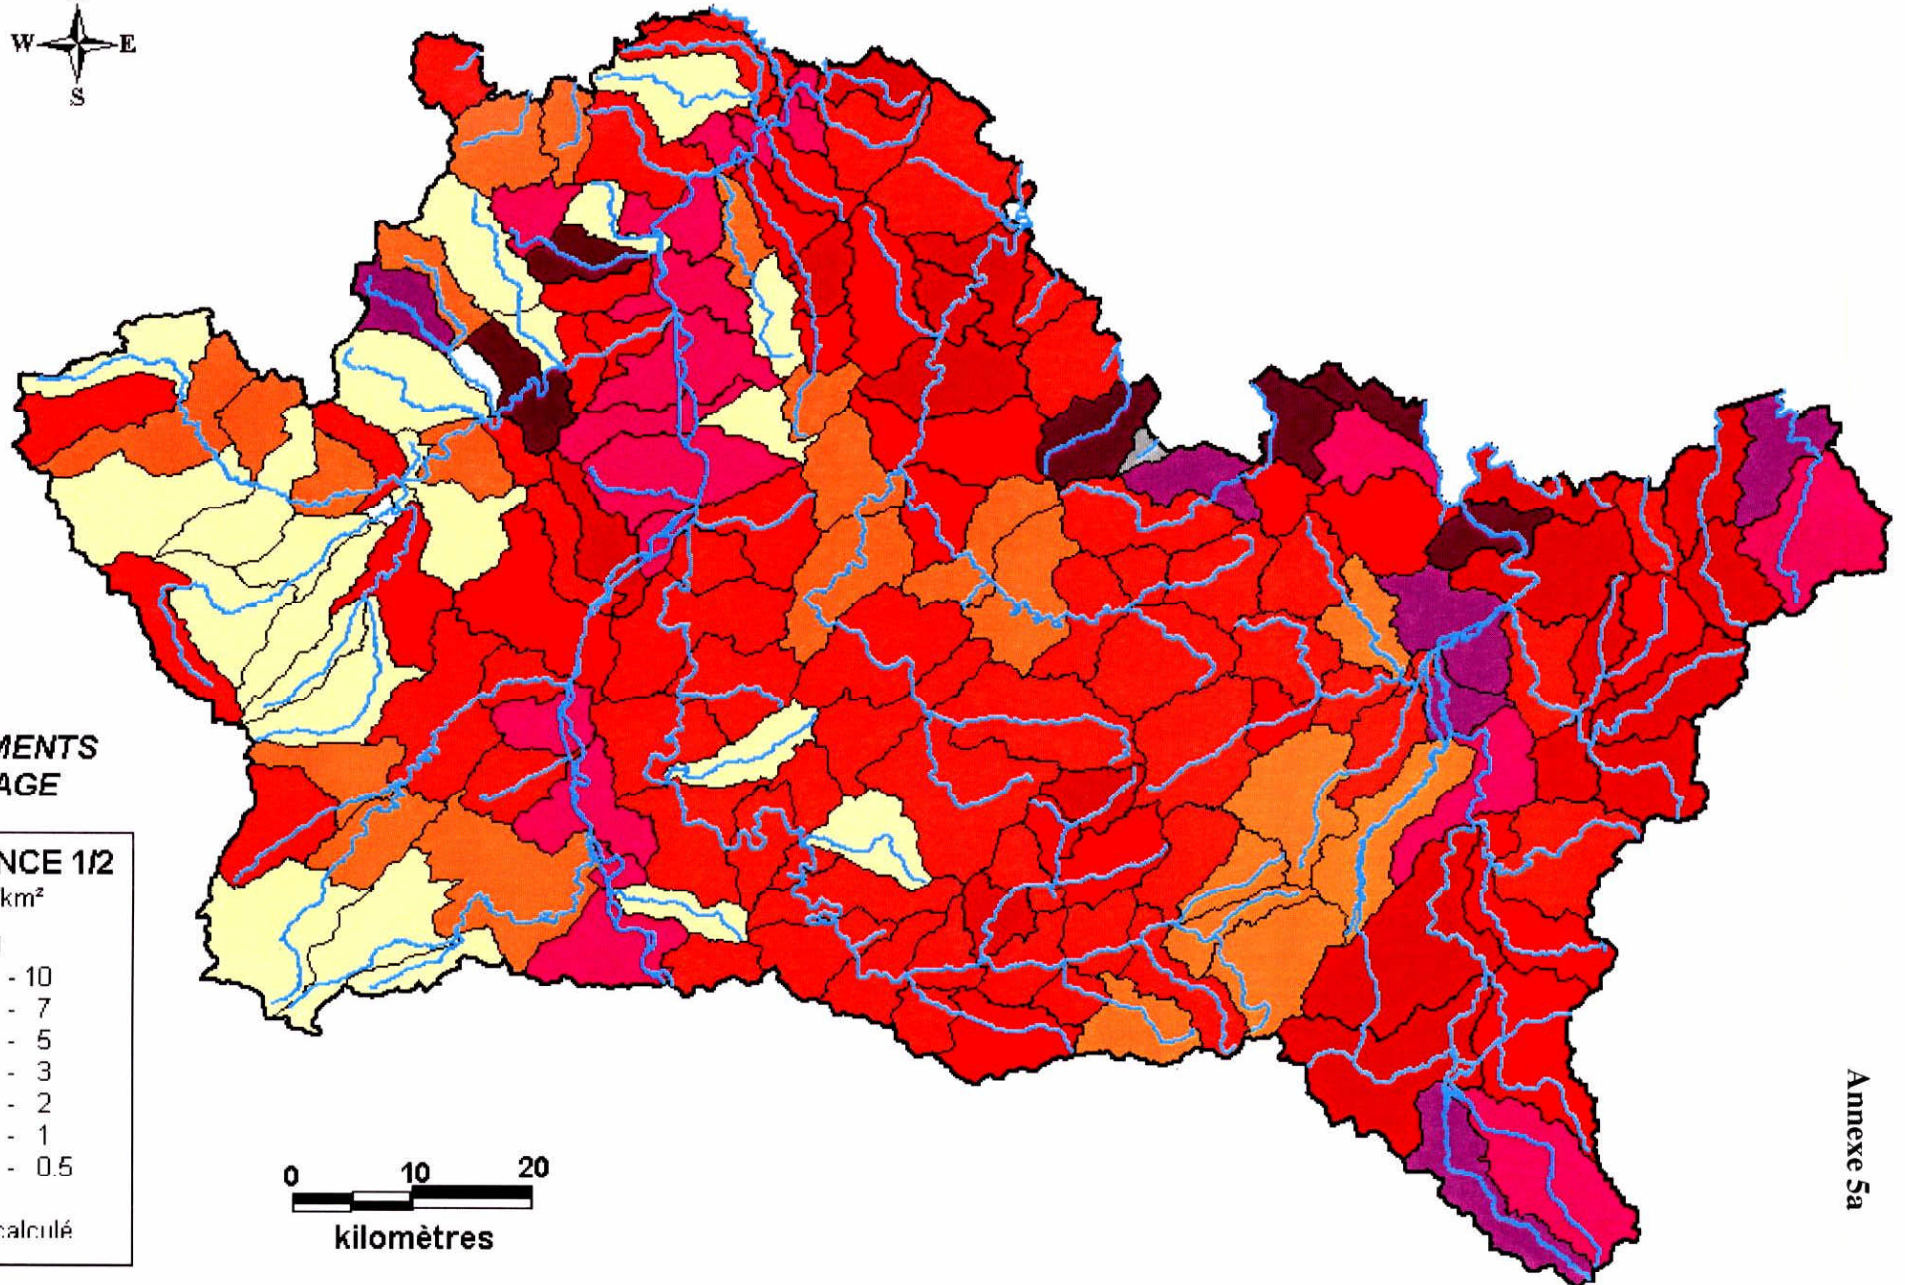 W E
S
MENTS
AGE
NCE 1/2
km²
- 10
- 7
- 5
- 3
- 2
- 1
- 0.5
calculé
0 10 20
kilomètres
Annexe 5a